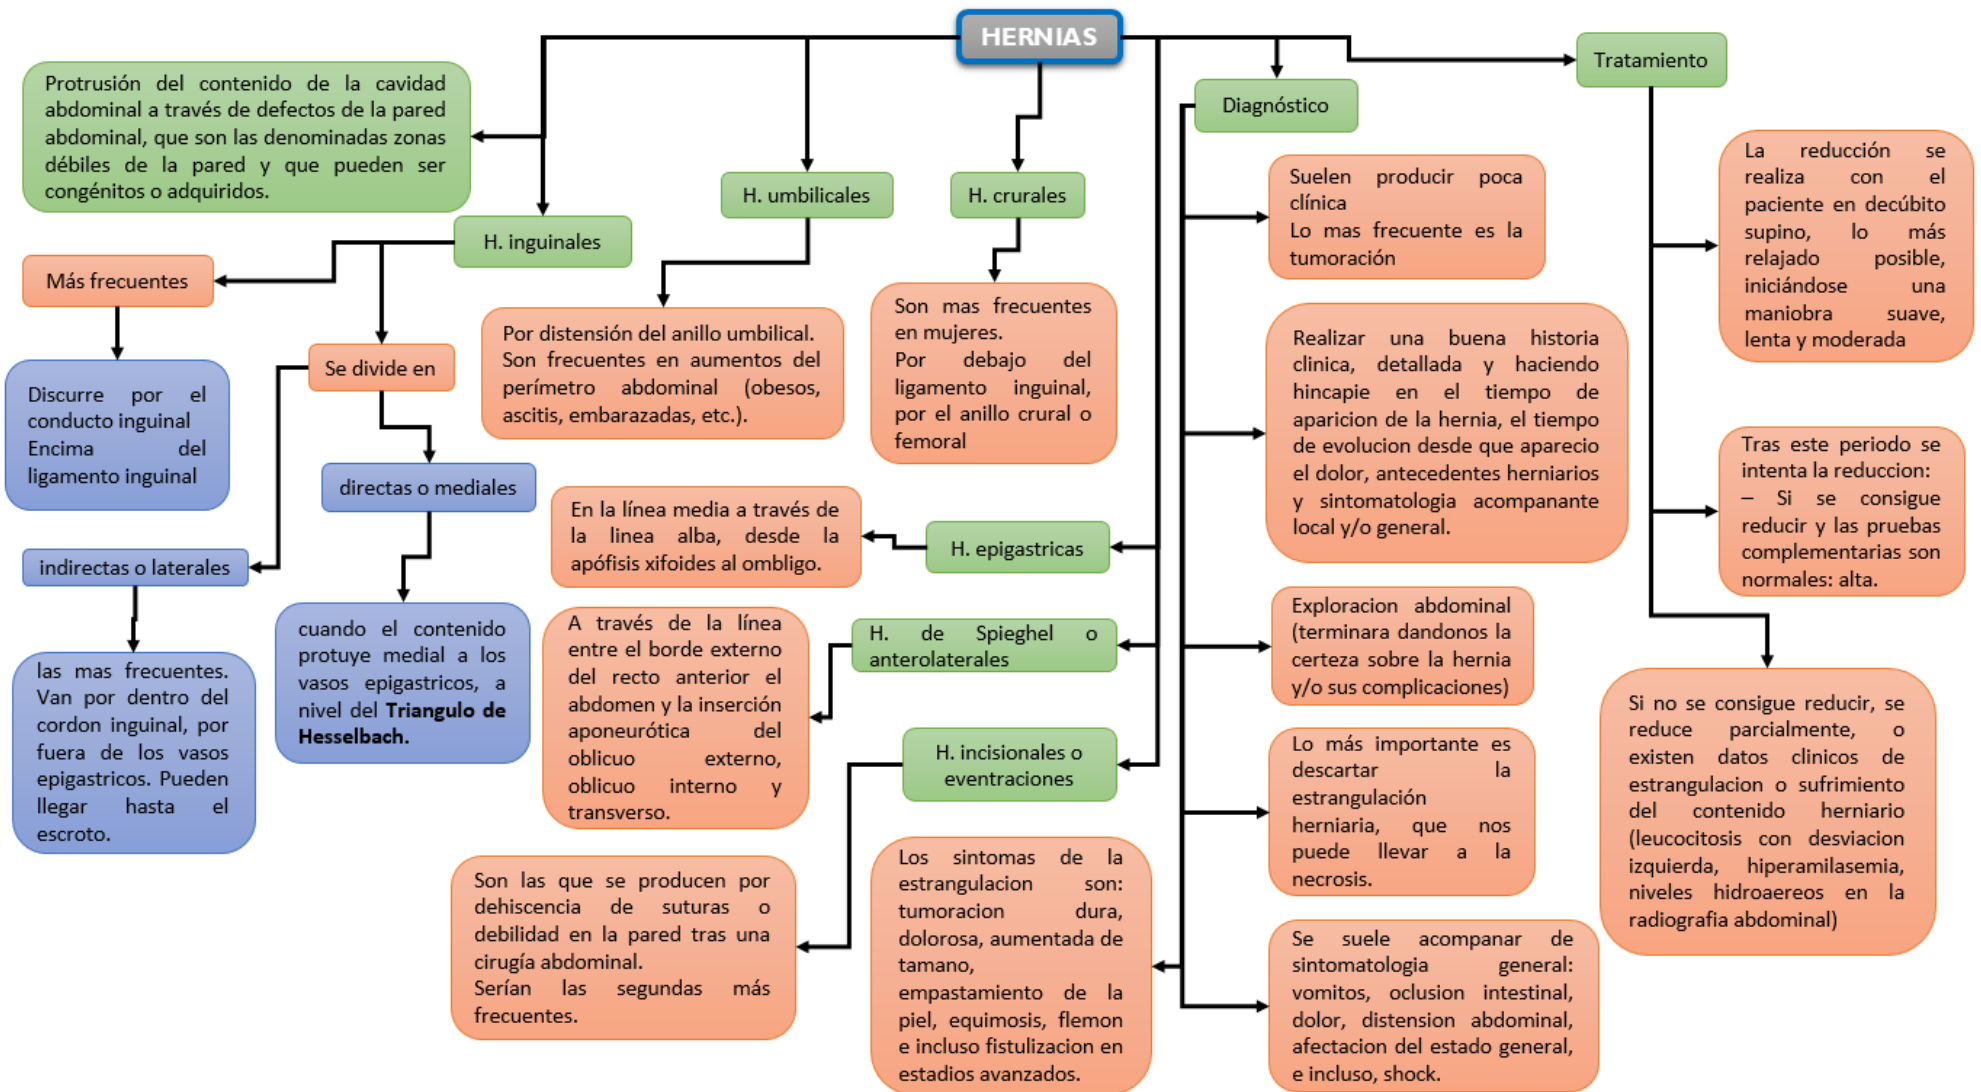 HERNIAS
Protrusión del contenido de la cavidad
abdominal a través de defectos de la pared
abdominal, que son las denominadas zonas
débiles de la pared y que pueden ser
congénitos o adquiridos.
H. inguinales
Más frecuentes
Discurre por el
conducto inguinal
Encima del
ligamento inguinal
Se divide en
indirectas o laterales
las mas frecuentes.
Van por dentro del
cordon inguinal, por
fuera de los vasos
epigastricos. Pueden
llegar hasta el
escroto.
directas o mediales
cuando el contenido
protuye medial a los
vasos epigastricos, a
nivel del Triangulo de
Hesselbach.
H. umbilicales
Por distensión del anillo umbilical.
Son frecuentes en aumentos del
perímetro abdominal (obesos,
ascitis, embarazadas, etc.).
H. crurales
Son mas frecuentes
en mujeres.
Por debajo del
ligamento inguinal,
por el anillo crural o
femoral
H. epigastricas
En la línea media a través de
la linea alba, desde la
apófisis xifoides al ombligo.
H. de Spieghel o
anterolaterales
A través de la línea
entre el borde externo
del recto anterior el
abdomen y la inserción
aponeurótica del
oblicuo externo,
oblicuo interno y
transverso.
H. incisionales o
eventraciones
Son las que se producen por
dehiscencia de suturas o
debilidad en la pared tras una
cirugía abdominal.
Serían las segundas más
frecuentes.
Diagnóstico
Suelen producir poca
clínica
Lo mas frecuente es la
tumoración
Realizar una buena historia
clinica, detallada y haciendo
hincapie en el tiempo de
aparicion de la hernia, el tiempo
de evolucion desde que aparecio
el dolor, antecedentes herniarios
y sintomatologia acompanante
local y/o general.
Exploracion abdominal
(terminara dandonos la
certeza sobre la hernia
y/o sus complicaciones)
Lo más importante es
descartar la
estrangulación
herniaria, que nos
puede llevar a la
necrosis.
Los sintomas de la
estrangulacion son:
tumoracion dura,
dolorosa, aumentada de
tamano,
empastamiento de la
piel, equimosis, flemon
e incluso fistulizacion en
estadios avanzados.
Se suele acompanar de
sintomatologia general:
vomitos, oclusion intestinal,
dolor, distension abdominal,
afectacion del estado general,
e incluso, shock.
Tratamiento
La reducción se
realiza con el
paciente en decúbito
supino, lo más
relajado posible,
iniciándose una
maniobra suave,
lenta y moderada
Tras este periodo se
intenta la reduccion:
– Si se consigue
reducir y las pruebas
complementarias son
normales: alta.
Si no se consigue reducir, se
reduce parcialmente, o
existen datos clinicos de
estrangulacion o sufrimiento
del contenido herniario
(leucocitosis con desviacion
izquierda, hiperamilasemia,
niveles hidroaereos en la
radiografia abdominal)